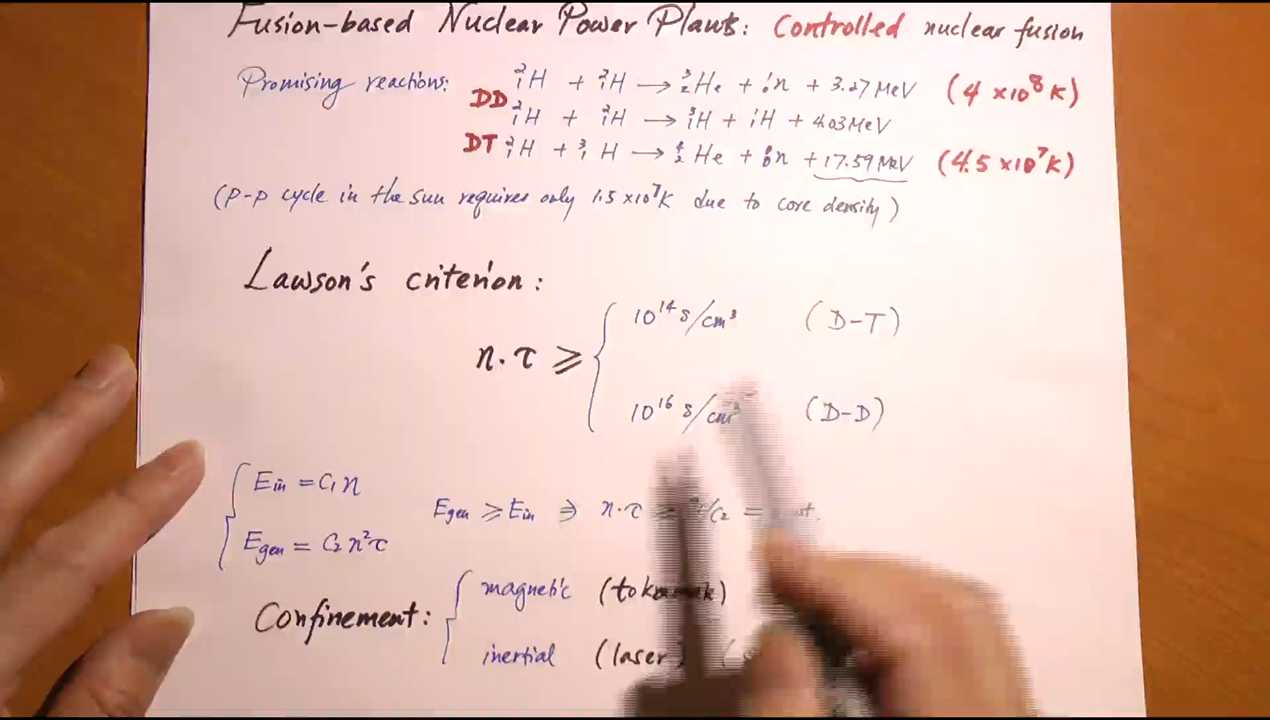 Fusion-based Nuclear Power Plants: Controlled nuclear fusion
Promising reactions: ²₁H + ²₁H → ³₂He + ¹₀n + 3.27 MeV (4 × 10⁸ K)
DD ²₁H + ²₁H → ³₁H + ¹₁H + 4.03 MeV
DT ²₁H + ³₁H → ⁴₂He + ¹₀n + 17.59 MeV (4.5 × 10⁷ K)
(P-P cycle in the sun requires only 1.5 × 10⁷ K due to core density)
Lawson's criterion:
10¹⁴ s/cm³ (D-T)
n·τ ≥
10¹⁶ s/cm³ (D-D)
E_in = C₁n
E_gen ≥ E_in ∋ n·τ ≥ /C₂ =
E_gen = C₂n²τ
Confinement: magnetic (tokamak)
inertial (laser)